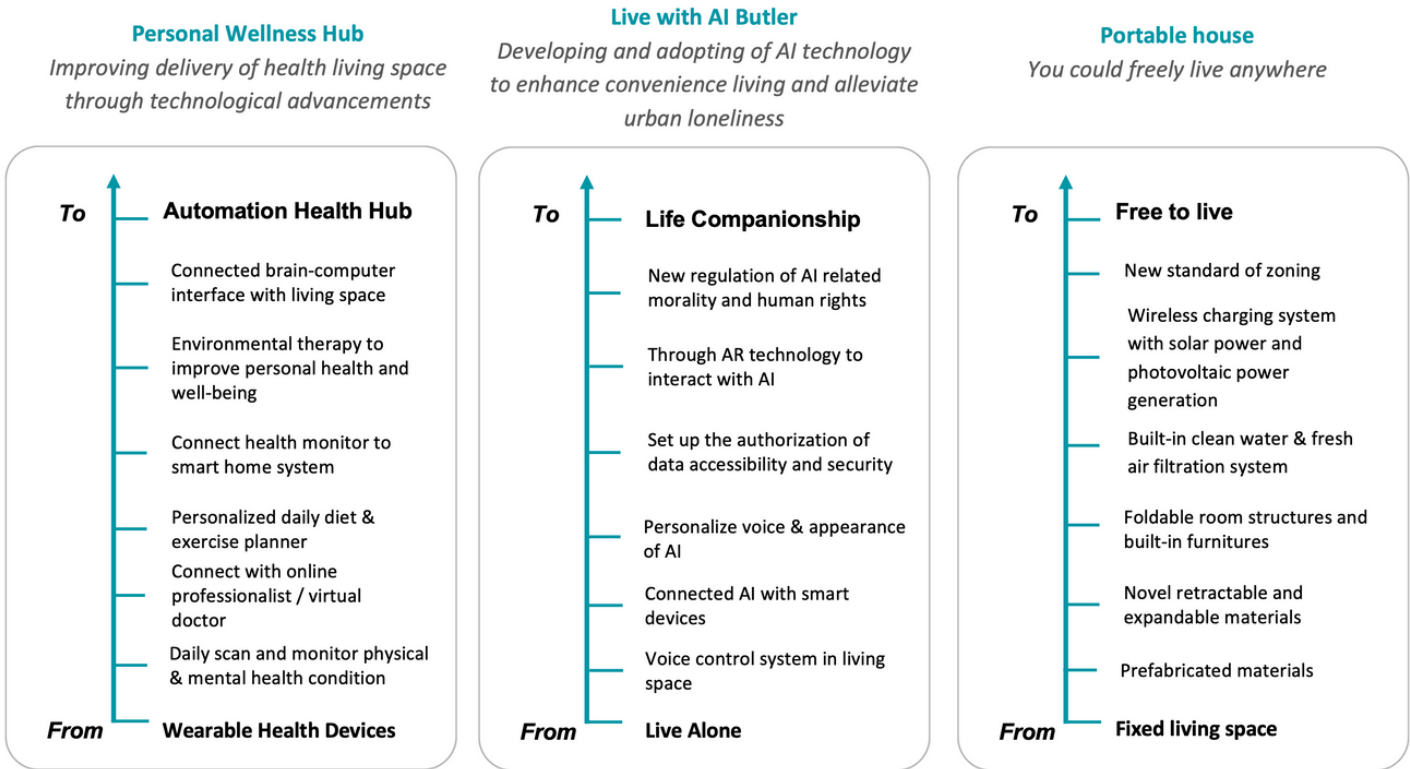 Personal Wellness Hub
Improving delivery of health living space
through technological advancements
To
Automation Health Hub
Connected brain-computer
interface with living space
Environmental therapy to
improve personal health and
well-being
Connect health monitor to
smart home system
Personalized daily diet &
exercise planner
Connect with online
professionalist / virtual
doctor
Daily scan and monitor physical
& mental health condition
From
Wearable Health Devices
Live with AI Butler
Developing and adopting of AI technology
to enhance convenience living and alleviate
urban loneliness
To
Life Companionship
New regulation of AI related
morality and human rights
Through AR technology to
interact with AI
Set up the authorization of
data accessibility and security
Personalize voice & appearance
of AI
Connected AI with smart
devices
Voice control system in living
space
From
Live Alone
Portable house
You could freely live anywhere
To
Free to live
New standard of zoning
Wireless charging system
with solar power and
photovoltaic power
generation
Built-in clean water & fresh
air filtration system
Foldable room structures and
built-in furnitures
Novel retractable and
expandable materials
Prefabricated materials
From
Fixed living space